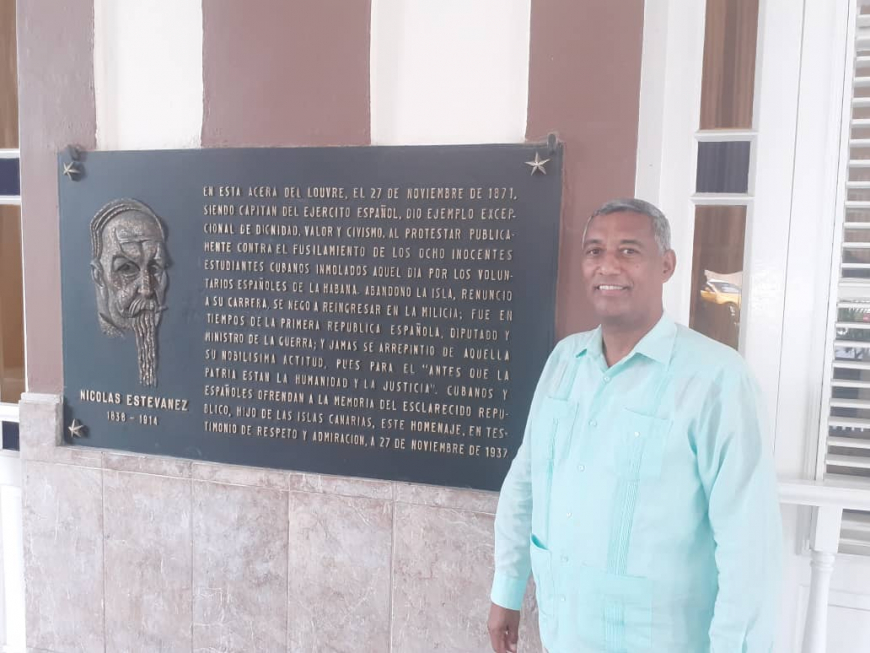 NICOLAS ESTEVANEZ
1838 - 1914
EN ESTA ACERA DEL LOUVRE, EL 27 DE NOVIEMBRE DE 1871,
SIENDO CAPITAN DEL EJERCITO ESPAÑOL, DIO EJEMPLO EXCEP-
CIONAL DE DIGNIDAD, VALOR Y CIVISMO, AL PROTESTAR PUBLICA-
MENTE CONTRA EL FUSILAMIENTO DE LOS OCHO INOCENTES
ESTUDIANTES CUBANOS INMOLADOS AQUEL DIA POR LOS VOLUN-
TARIOS ESPAÑOLES DE LA HABANA. ABANDONO LA ISLA, RENUNCIO
A SU CARRERA, SE NEGO A REINGRESAR EN LA MILICIA; FUE EN
TIEMPOS DE LA PRIMERA REPUBLICA ESPAÑOLA, DIPUTADO Y
MINISTRO DE LA GUERRA; Y JAMAS SE ARREPINTIO DE AQUELLA
SU NOBILISIMA ACTITUD, PUES PARA EL "ANTES QUE LA
PATRIA ESTAN LA HUMANIDAD Y LA JUSTICIA". CUBANOS Y
ESPAÑOLES OFRENDAN A LA MEMORIA DEL ESCLARECIDO REPU-
BLICO, HIJO DE LAS ISLAS CANARIAS, ESTE HOMENAJE, EN TES-
TIMONIO DE RESPETO Y ADMIRACION, A 27 DE NOVIEMBRE DE 1937